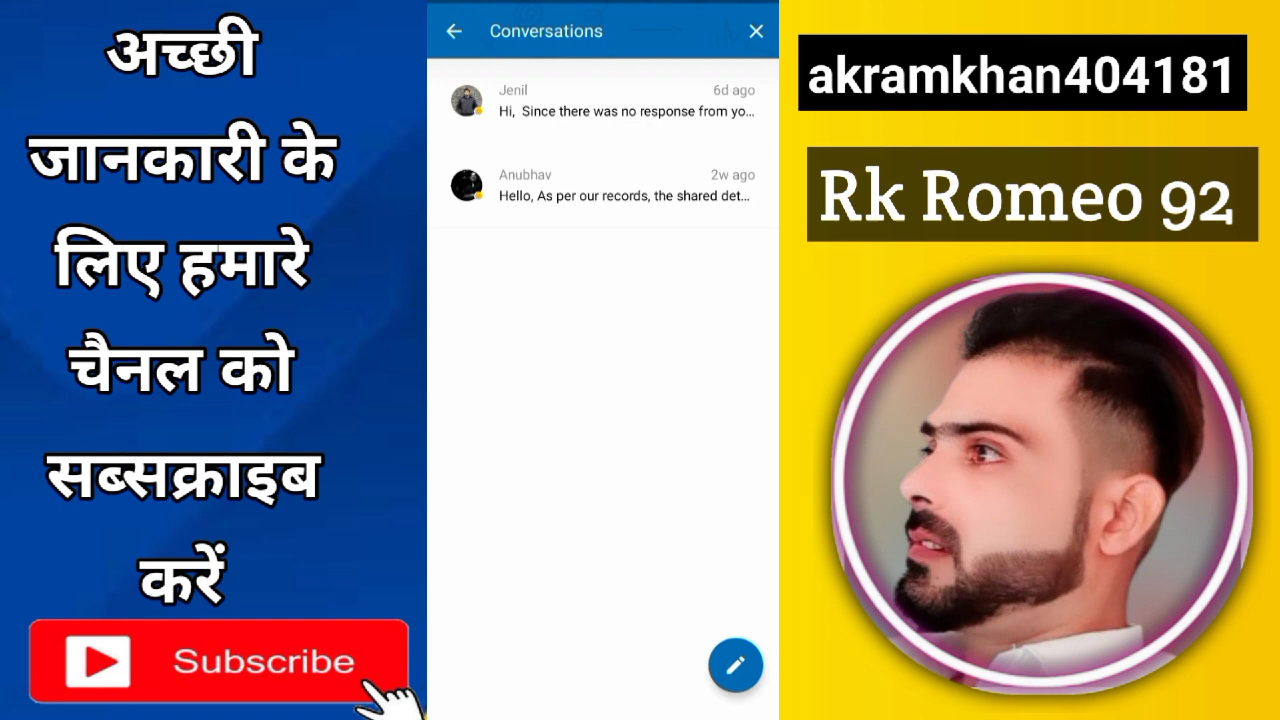 अच्छी
जानकारी के
लिए हमारे
चैनल को
सब्सक्राइब
करें
Subscribe
Conversations
Jenil 6d ago
Hi, Since there was no response from yo...
Anubhav 2w ago
Hello, As per our records, the shared det...
akramkhan404181
Rk Romeo 92